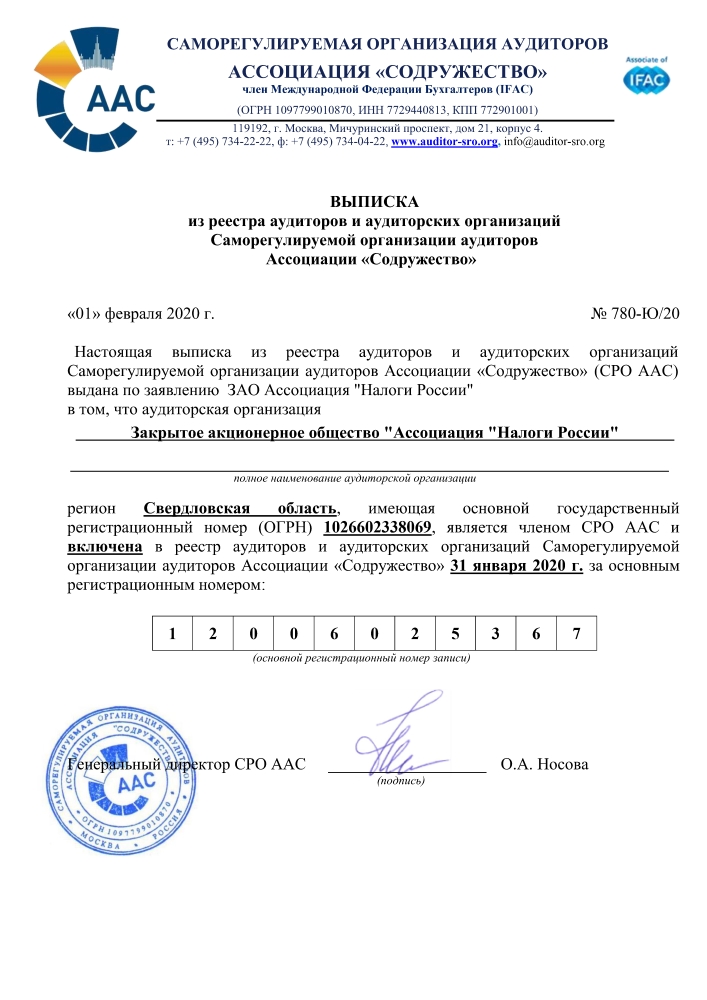 ААС
САМОРЕГУЛИРУЕМАЯ ОРГАНИЗАЦИЯ АУДИТОРОВ
АССОЦИАЦИЯ «СОДРУЖЕСТВО»
член Международной Федерации Бухгалтеров (IFAC)
(ОГРН 1097799010870, ИНН 7729440813, КПП 772901001)
119192, г. Москва, Мичуринский проспект, дом 21, корпус 4.
т: +7 (495) 734-22-22, ф: +7 (495) 734-04-22, www.auditor-sro.org, info@auditor-sro.org
Associate of
IFAC
ВЫПИСКА
из реестра аудиторов и аудиторских организаций
Саморегулируемой организации аудиторов
Ассоциации «Содружество»
«01» февраля 2020 г. № 780-Ю/20
Настоящая выписка из реестра аудиторов и аудиторских организаций
Саморегулируемой организации аудиторов Ассоциации «Содружество» (СРО ААС)
выдана по заявлению ЗАО Ассоциация "Налоги России"
в том, что аудиторская организация
Закрытое акционерное общество "Ассоциация "Налоги России"
полное наименование аудиторской организации
регион Свердловская область, имеющая основной государственный
регистрационный номер (ОГРН) 1026602338069, является членом СРО ААС и
включена в реестр аудиторов и аудиторских организаций Саморегулируемой
организации аудиторов Ассоциации «Содружество» 31 января 2020 г. за основным
регистрационным номером:
1 2 0 0 6 0 2 5 3 6 7
(основной регистрационный номер записи)
Генеральный директор СРО ААС О.А. Носова
(подпись)
САМОРЕГУЛИРУЕМАЯ ОРГАНИЗАЦИЯ АУДИТОРОВ
АССОЦИАЦИЯ "СОДРУЖЕСТВО"
ААС
ОГРН 1097799010870
МОСКВА * РОССИЯ